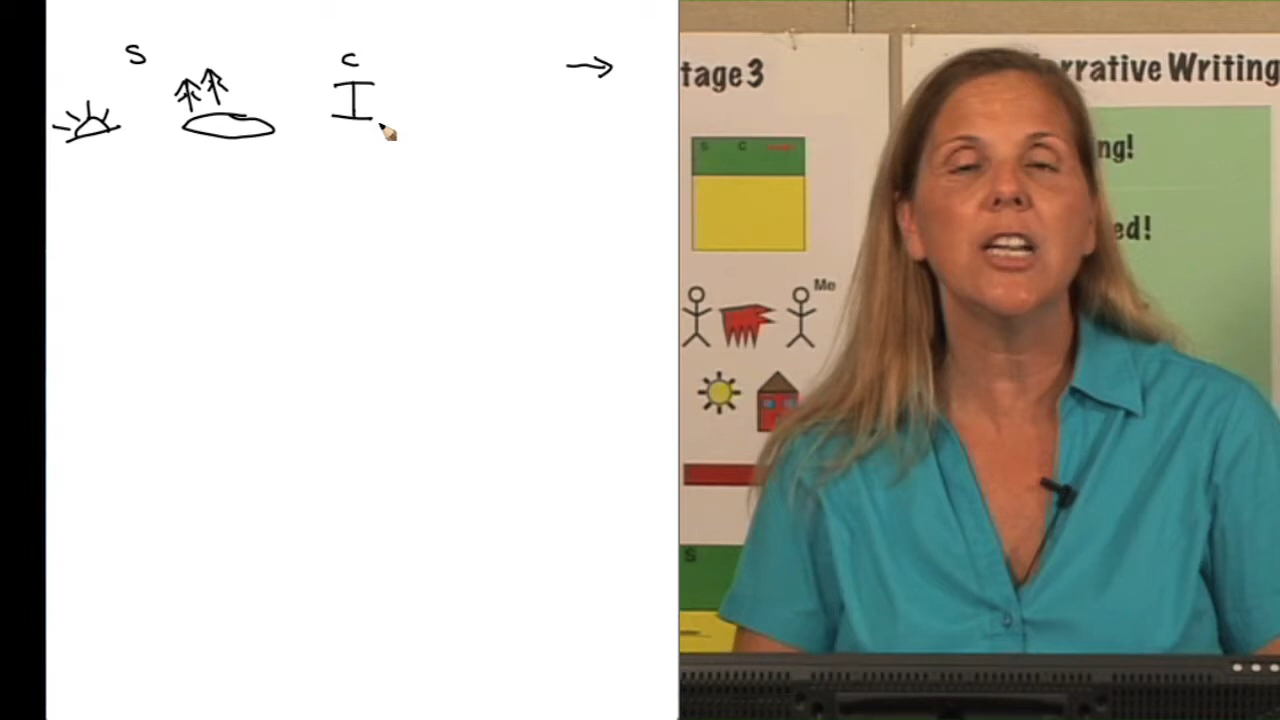 S C →
I
tage 3
rrative Writing
S C
ng!
ed!
Me
S